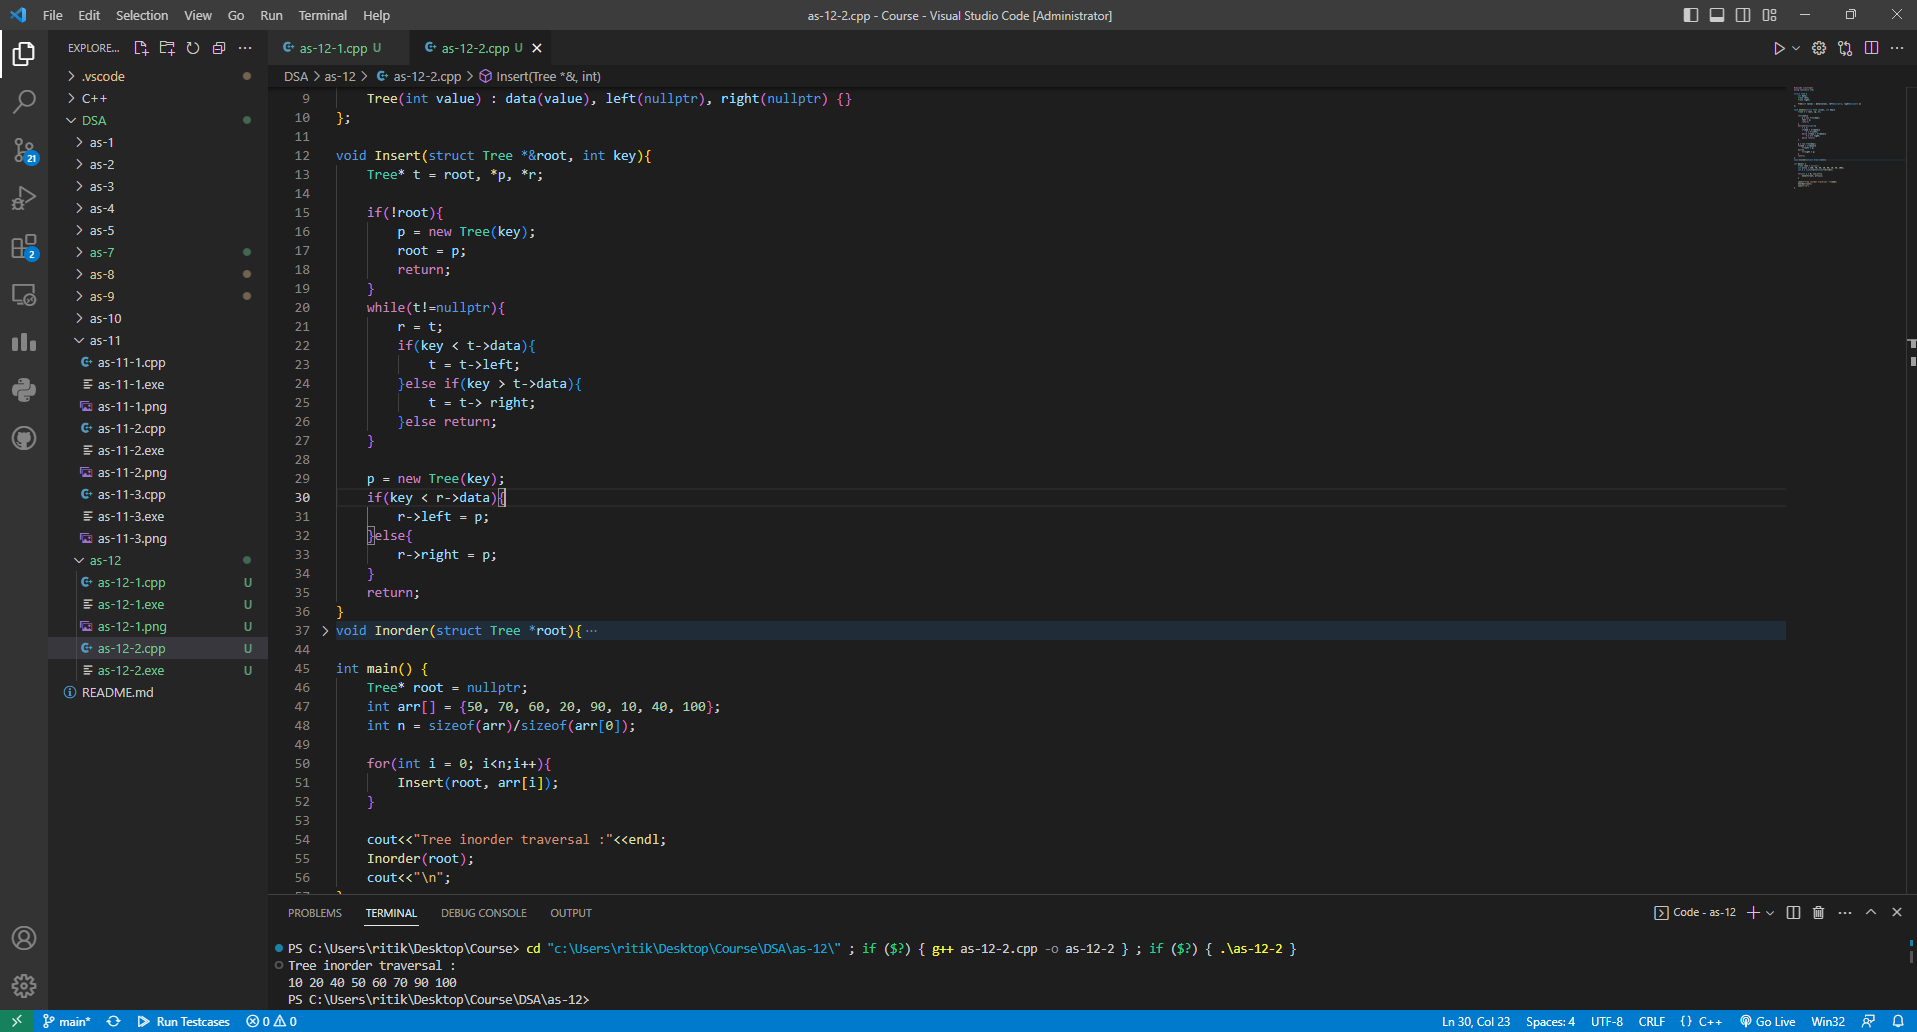 File Edit Selection View Go Run Terminal Help
as-12-2.cpp - Course - Visual Studio Code [Administrator]
EXPLORE...
as-12-1.cpp U
as-12-2.cpp U
DSA > as-12 > as-12-2.cpp > Insert(Tree *&, int)
.vscode
C++
DSA
as-1
as-2
as-3
as-4
as-5
as-7
as-8
as-9
as-10
as-11
as-11-1.cpp
as-11-1.exe
as-11-1.png
as-11-2.cpp
as-11-2.exe
as-11-2.png
as-11-3.cpp
as-11-3.exe
as-11-3.png
as-12
as-12-1.cpp U
as-12-1.exe U
as-12-1.png U
as-12-2.cpp U
as-12-2.exe U
README.md
21
2
9 Tree(int value) : data(value), left(nullptr), right(nullptr) {}
10 };
11
12 void Insert(struct Tree *&root, int key){
13 Tree* t = root, *p, *r;
14
15 if(!root){
16 p = new Tree(key);
17 root = p;
18 return;
19 }
20 while(t!=nullptr){
21 r = t;
22 if(key < t->data){
23 t = t->left;
24 }else if(key > t->data){
25 t = t-> right;
26 }else return;
27 }
28
29 p = new Tree(key);
30 if(key < r->data){
31 r->left = p;
32 }else{
33 r->right = p;
34 }
35 return;
36 }
37 void Inorder(struct Tree *root){ ...
44
45 int main() {
46 Tree* root = nullptr;
47 int arr[] = {50, 70, 60, 20, 90, 10, 40, 100};
48 int n = sizeof(arr)/sizeof(arr[0]);
49
50 for(int i = 0; i<n;i++){
51 Insert(root, arr[i]);
52 }
53
54 cout<<"Tree inorder traversal :"<<endl;
55 Inorder(root);
56 cout<<"\n";
PROBLEMS TERMINAL DEBUG CONSOLE OUTPUT
Code - as-12
PS C:\Users\ritik\Desktop\Course> cd "c:\Users\ritik\Desktop\Course\DSA\as-12\" ; if ($?) { g++ as-12-2.cpp -o as-12-2 } ; if ($?) { .\as-12-2 }
Tree inorder traversal :
10 20 40 50 60 70 90 100
PS C:\Users\ritik\Desktop\Course\DSA\as-12>
main* Run Testcases 0 0
Ln 30, Col 23 Spaces: 4 UTF-8 CRLF {} C++ Go Live Win32